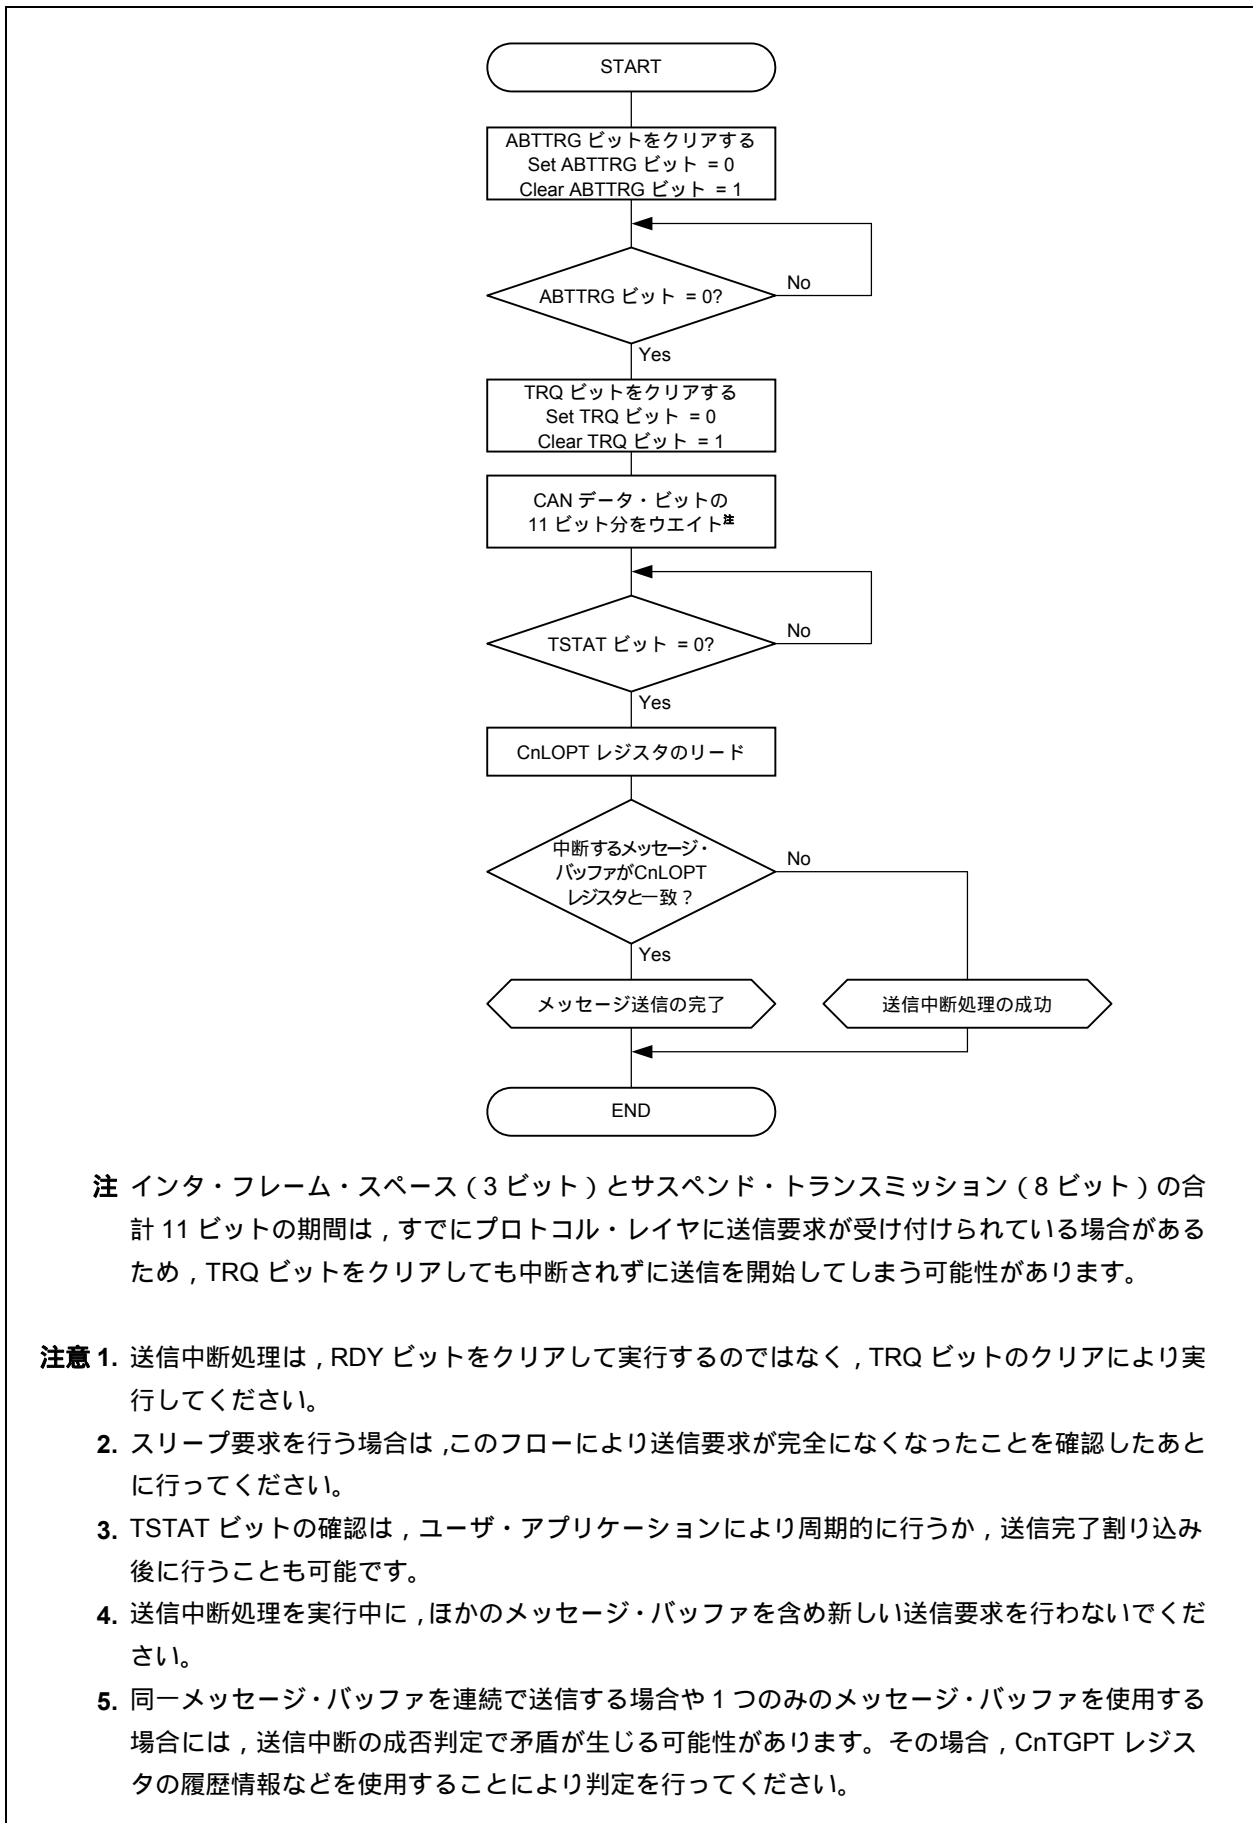 START
ABTTRG ビットをクリアする
Set ABTTRG ビット = 0
Clear ABTTRG ビット = 1
ABTTRG ビット = 0?
No
Yes
TRQ ビットをクリアする
Set TRQ ビット = 0
Clear TRQ ビット = 1
CAN データ・ビットの
11 ビット分をウエイト注
TSTAT ビット = 0?
No
Yes
CnLOPT レジスタのリード
中断するメッセージ・
バッファがCnLOPT
レジスタと一致？
No
Yes
メッセージ送信の完了
送信中断処理の成功
END
注 インタ・フレーム・スペース（3 ビット）とサスペンド・トランスミッション（8 ビット）の合
計 11 ビットの期間は，すでにプロトコル・レイヤに送信要求が受け付けられている場合がある
ため，TRQ ビットをクリアしても中断されずに送信を開始してしまう可能性があります。
注意 1. 送信中断処理は，RDY ビットをクリアして実行するのではなく，TRQ ビットのクリアにより実
行してください。
2. スリープ要求を行う場合は，このフローにより送信要求が完全になくなったことを確認したあと
に行ってください。
3. TSTAT ビットの確認は，ユーザ・アプリケーションにより周期的に行うか，送信完了割り込み
後に行うことも可能です。
4. 送信中断処理を実行中に，ほかのメッセージ・バッファを含め新しい送信要求を行わないでくだ
さい。
5. 同一メッセージ・バッファを連続で送信する場合や 1 つのみのメッセージ・バッファを使用する
場合には，送信中断の成否判定で矛盾が生じる可能性があります。その場合，CnTGPT レジス
タの履歴情報などを使用することにより判定を行ってください。